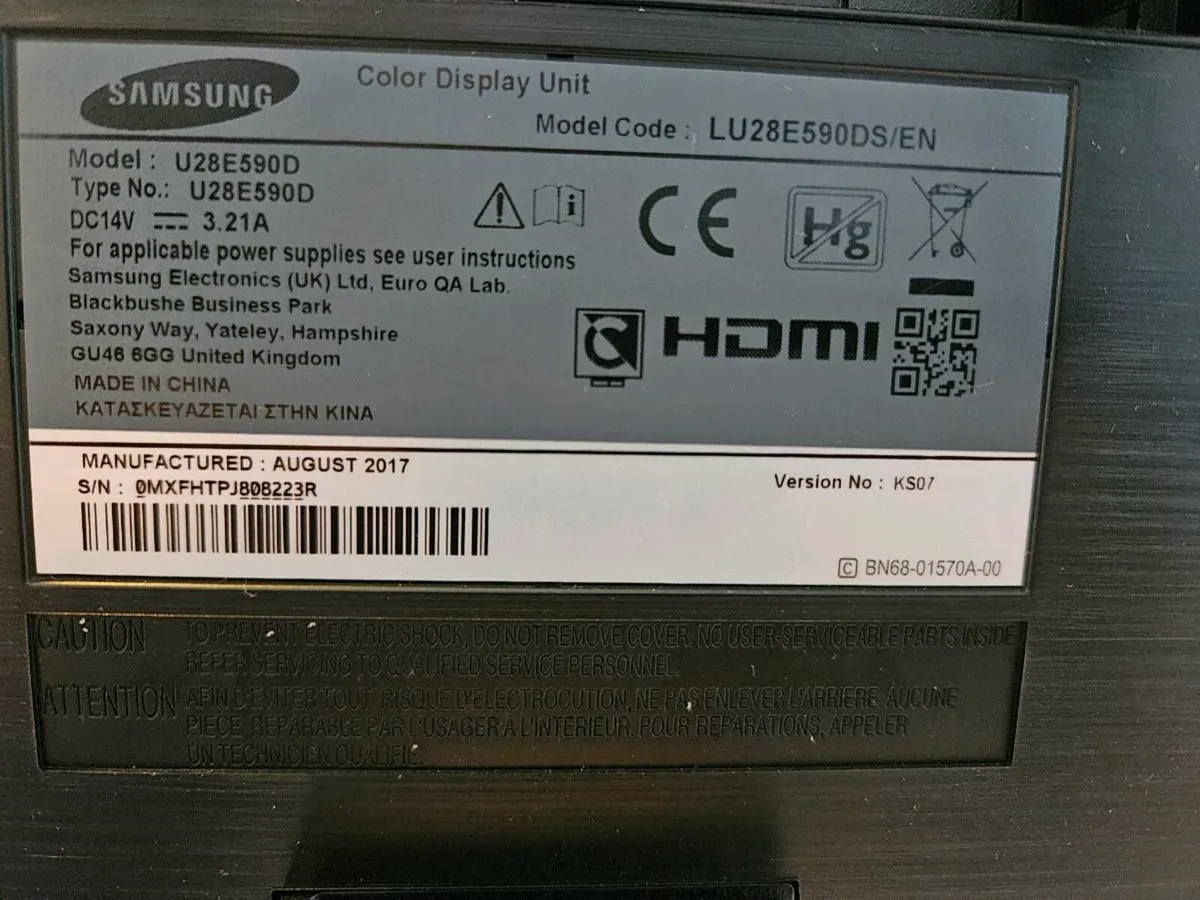 SAMSUNG
Color Display Unit
Model Code : LU28E590DS/EN
Model : U28E590D
Type No.: U28E590D
DC14V ⎓ 3.21A
For applicable power supplies see user instructions
Samsung Electronics (UK) Ltd, Euro QA Lab.
Blackbushe Business Park
Saxony Way, Yateley, Hampshire
GU46 6GG United Kingdom
MADE IN CHINA
ΚΑΤΑΣΚΕΥΑΖΕΤΑΙ ΣΤΗΝ ΚΙΝΑ
i
CE
Hg
C
HDMI
MANUFACTURED : AUGUST 2017
S/N : 0MXFHTPJ808223R
Version No : KS07
C BN68-01570A-00
CAUTION TO PREVENT ELECTRIC SHOCK, DO NOT REMOVE COVER. NO USER-SERVICEABLE PARTS INSIDE
REFER SERVICING TO QUALIFIED SERVICE PERSONNEL.
ATTENTION AFIN D'EVITER TOUT RISQUE D'ELECTROCUTION, NE PAS ENLEVER L'ARRIERE. AUCUNE
PIECE REPARABLE PAR L'USAGER A L'INTERIEUR. POUR REPARATIONS, APPELER
UN TECHNICIEN QUALIFIE.